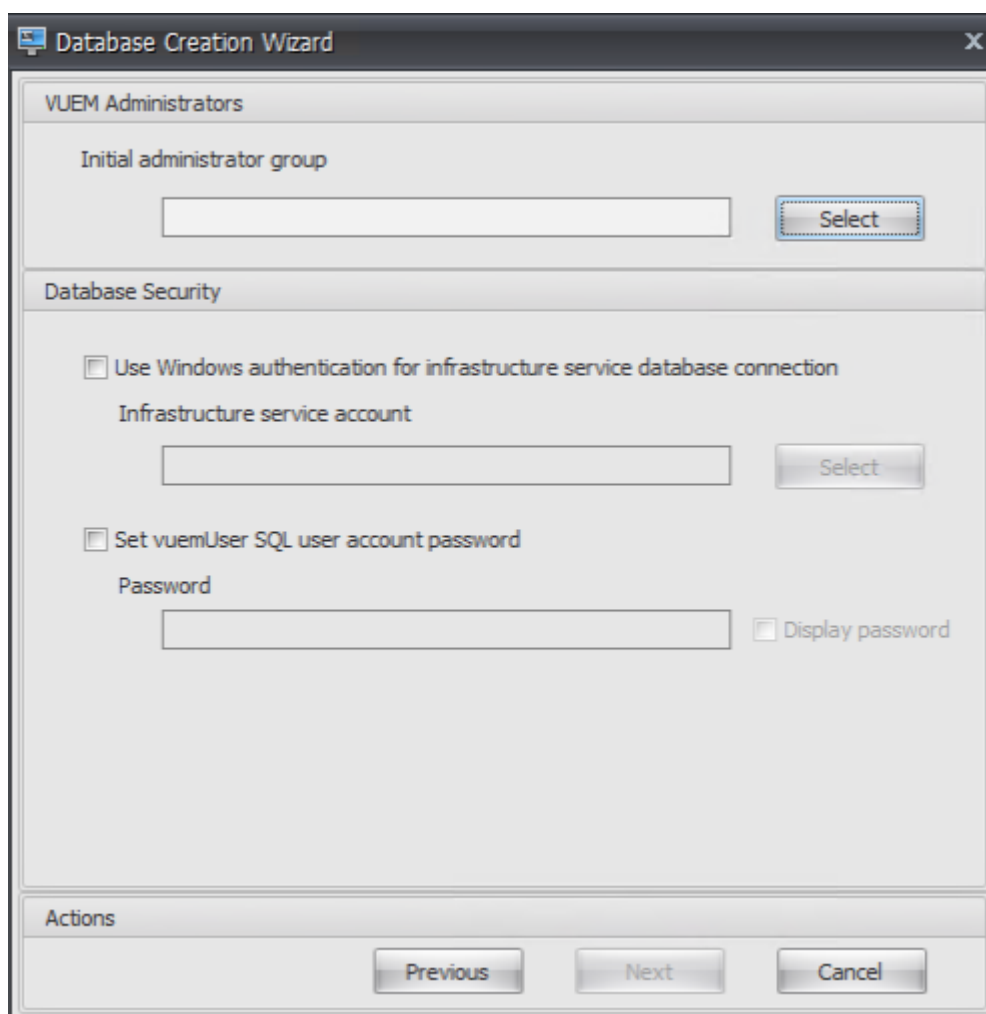 Database Creation Wizard
VUEM Administrators
Initial administrator group
Select
Database Security
Use Windows authentication for infrastructure service database connection
Infrastructure service account
Select
Set vuemUser SQL user account password
Password
Display password
Actions
Previous Next Cancel